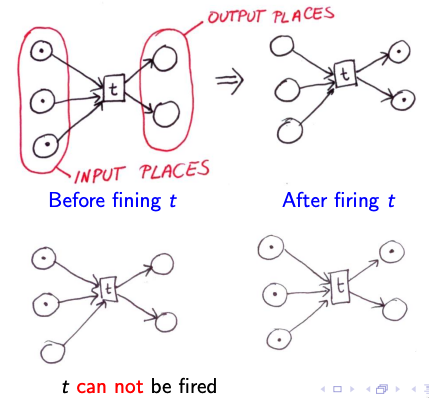 OUTPUT PLACES
t
t
INPUT PLACES
Before fining t
After firing t
t
t
t can not be fired